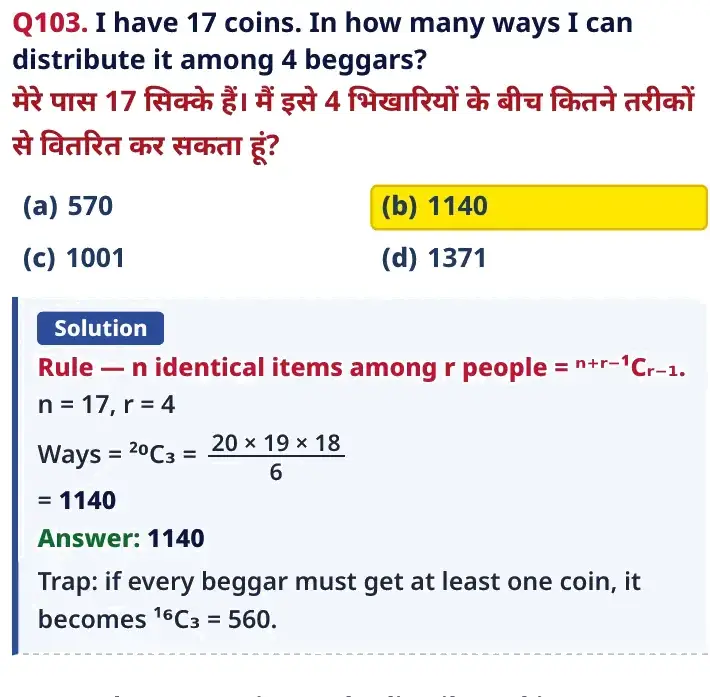 Q103. I have 17 coins. In how many ways I can
distribute it among 4 beggars?
मेरे पास 17 सिक्के हैं। मैं इसे 4 भिखारियों के बीच कितने तरीकों
से वितरित कर सकता हूं?
(a) 570
(b) 1140
(c) 1001
(d) 1371
Solution
Rule — n identical items among r people = ⁿ⁺ʳ⁻¹Cᵣ₋₁.
n = 17, r = 4
Ways = ²⁰C₃ = 20 × 19 × 18 / 6
= 1140
Answer: 1140
Trap: if every beggar must get at least one coin, it
becomes ¹⁶C₃ = 560.